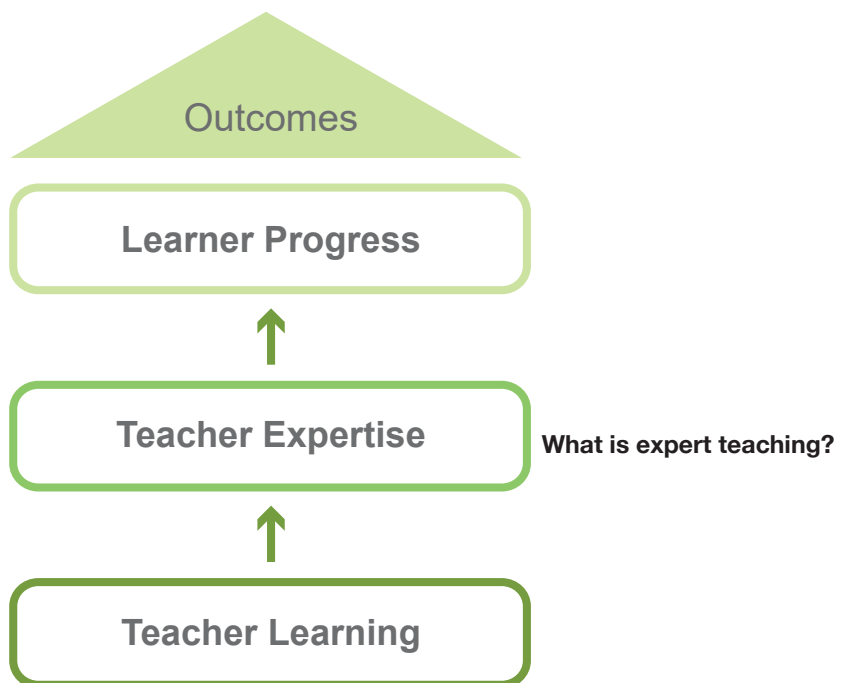 Outcomes
Learner Progress
Teacher Expertise
What is expert teaching?
Teacher Learning